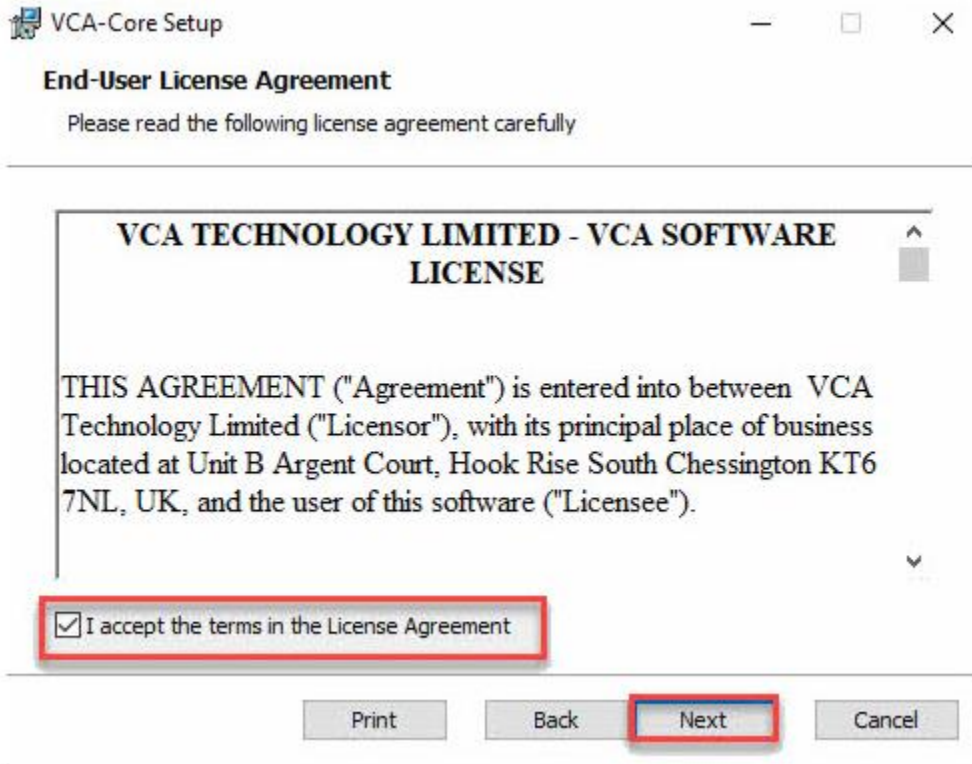 VCA-Core Setup
End-User License Agreement
Please read the following license agreement carefully
VCA TECHNOLOGY LIMITED - VCA SOFTWARE
LICENSE
THIS AGREEMENT ("Agreement") is entered into between  VCA
Technology Limited ("Licensor"), with its principal place of business
located at Unit B Argent Court, Hook Rise South Chessington KT6
7NL, UK, and the user of this software ("Licensee").
I accept the terms in the License Agreement
Print Back Next Cancel